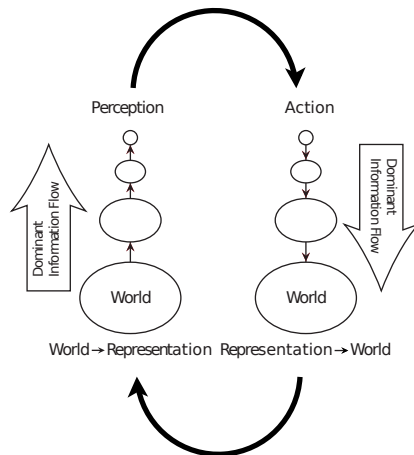 Perception
Action
Dominant
Information Flow
Dominant
Information Flow
World
World
World→Representation
Representation→World